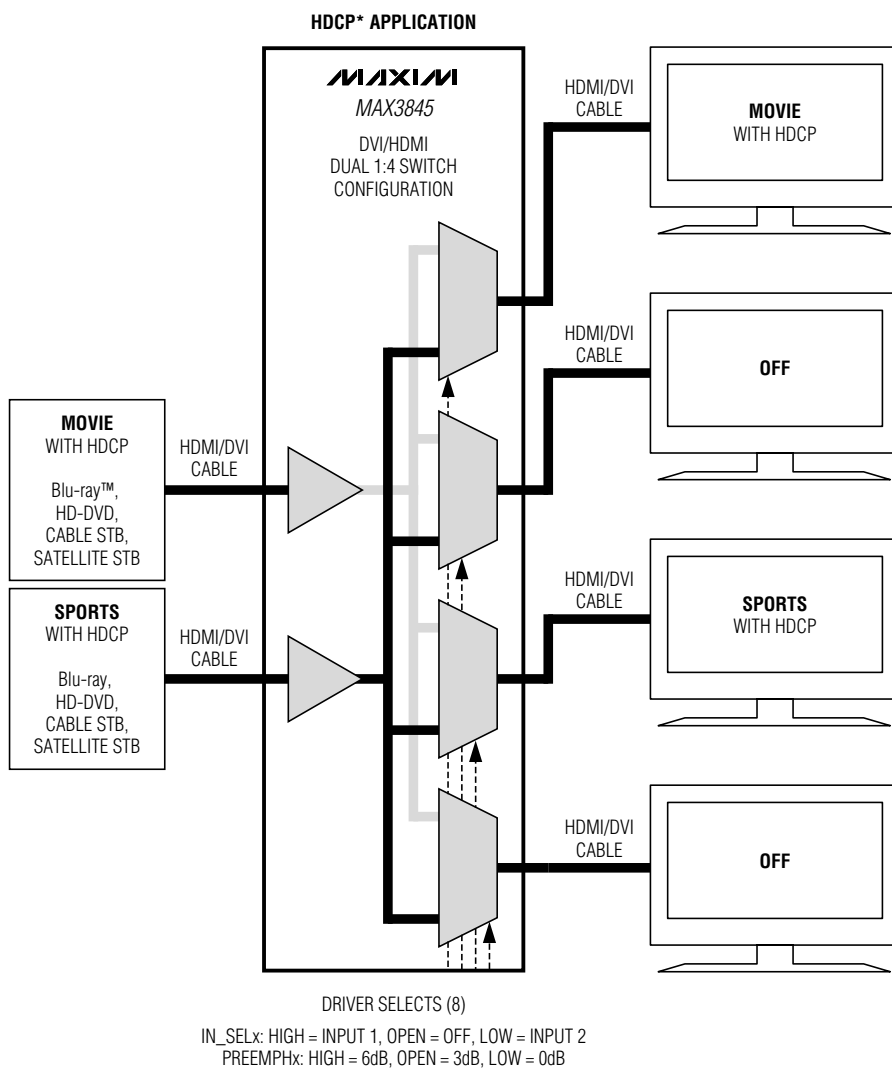 HDCP* APPLICATION
MAXIM
MAX3845
DVI/HDMI
DUAL 1:4 SWITCH
CONFIGURATION
HDMI/DVI
CABLE
MOVIE
WITH HDCP
HDMI/DVI
CABLE
OFF
MOVIE
WITH HDCP
Blu-ray™,
HD-DVD,
CABLE STB,
SATELLITE STB
HDMI/DVI
CABLE
SPORTS
WITH HDCP
Blu-ray,
HD-DVD,
CABLE STB,
SATELLITE STB
HDMI/DVI
CABLE
HDMI/DVI
CABLE
SPORTS
WITH HDCP
HDMI/DVI
CABLE
OFF
DRIVER SELECTS (8)
IN_SELx: HIGH = INPUT 1, OPEN = OFF, LOW = INPUT 2
PREEMPHx: HIGH = 6dB, OPEN = 3dB, LOW = 0dB